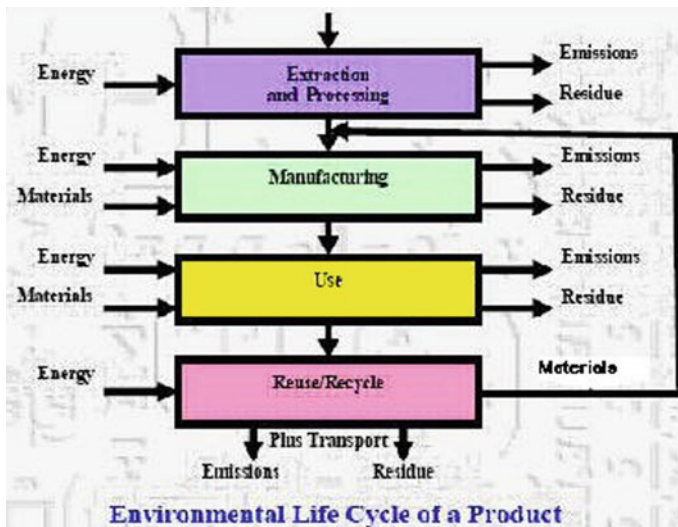 Emissions
Energy
Extraction
and Processing
Residue
Energy
Emissions
Manufacturing
Materials
Residue
Energy
Emissions
Use
Materials
Residue
Energy
Reuse/Recycle
Materials
Plus Transport
Emissions
Residue
Environmental Life Cycle of a Product